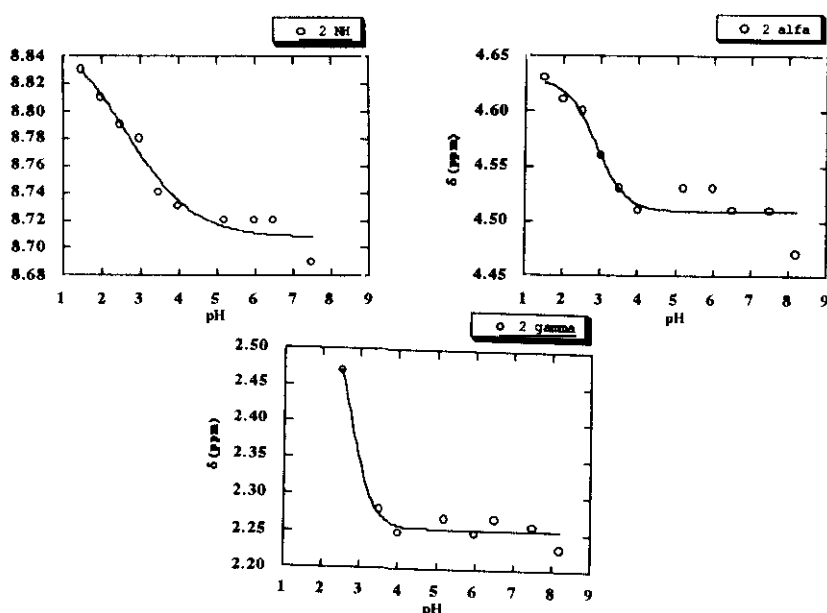 2 NH
8.84
8.82
8.80
8.78
8.76
8.74
8.72
8.70
8.68
1 2 3 4 5 6 7 8 9
pH
2 alfa
4.65
4.60
4.55
4.50
4.45
δ (ppm)
1 2 3 4 5 6 7 8 9
pH
2 gamma
2.50
2.45
2.40
2.35
2.30
2.25
2.20
δ (ppm)
1 2 3 4 5 6 7 8 9
pH